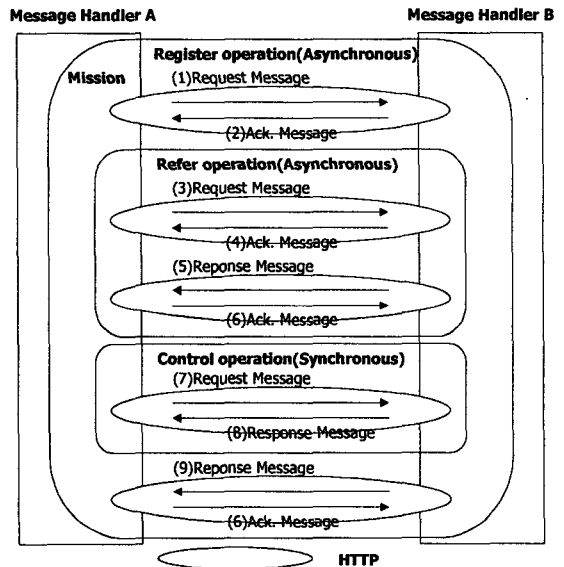 Message Handler A
Message Handler B
Register operation(Asynchronous)
Mission
(1)Request Message
(2)Ack. Message
Refer operation(Asynchronous)
(3)Request Message
(4)Ack. Message
(5)Reponse Message
(6)Ack. Message
Control operation(Synchronous)
(7)Request Message
(8)Response Message
(9)Reponse Message
(6)Ack. Message
HTTP